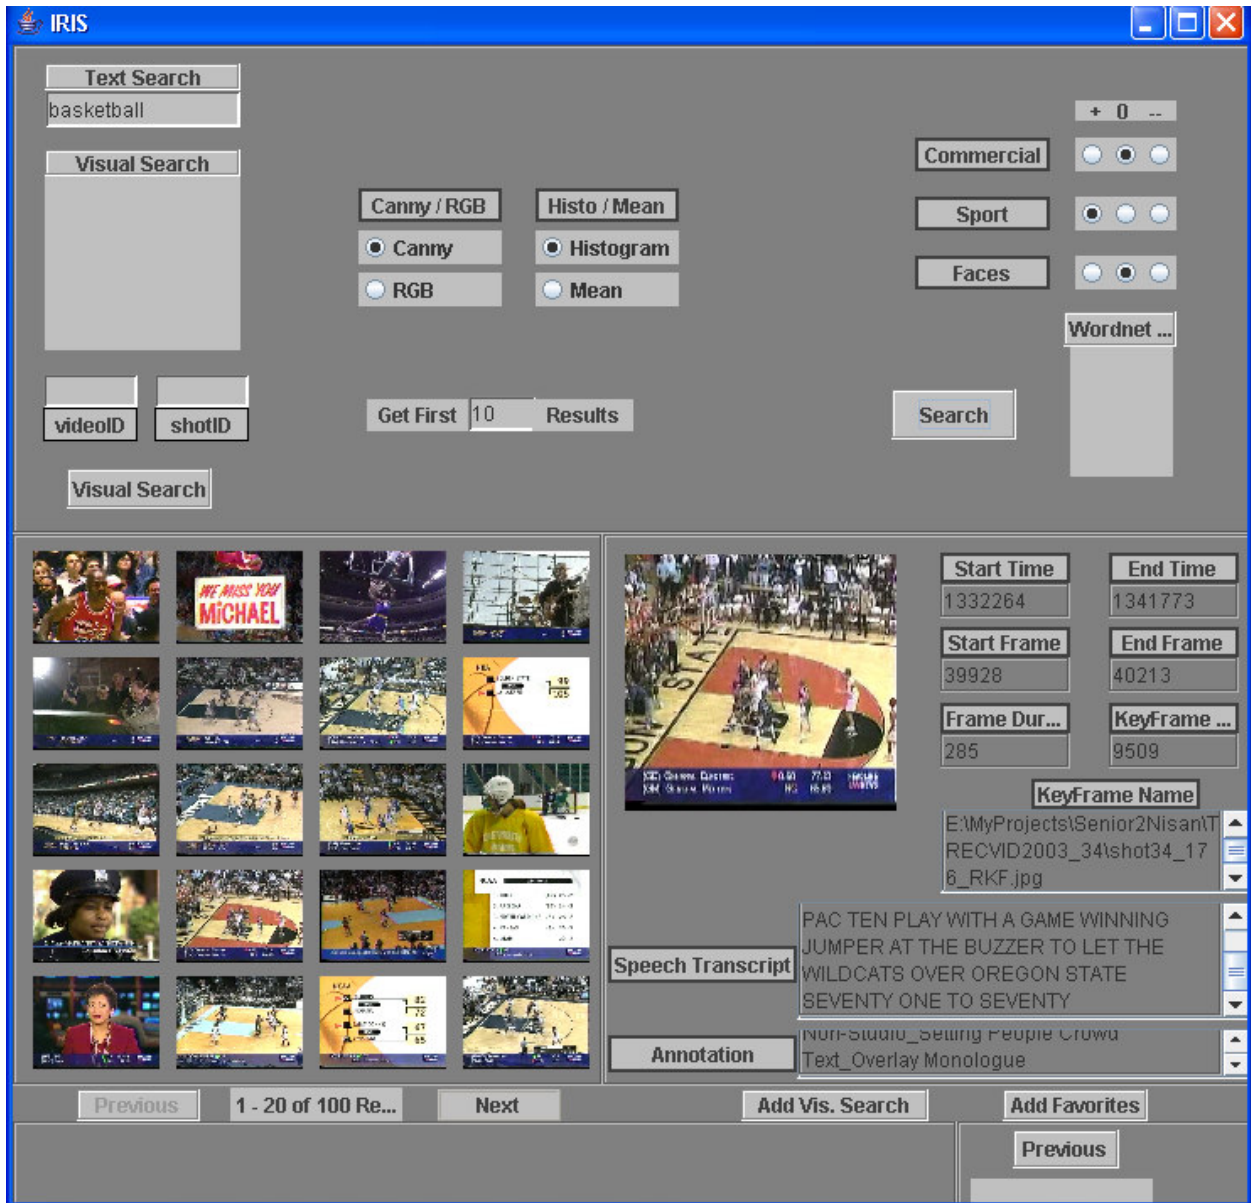 IRIS
Text Search
basketball
Visual Search
+ 0 --
Commercial
Canny / RGB
Histo / Mean
Sport
Canny
Histogram
Faces
RGB
Mean
Wordnet ...
videoID
shotID
Get First 10 Results
Search
Visual Search
WE MISS YOU
MICHAEL
Start Time
End Time
1332264
1341773
Start Frame
End Frame
39928
40213
Frame Dur...
KeyFrame ...
285
9509
KeyFrame Name
E:\MyProjects\Senior2Nisan\T
RECVID2003_34\shot34_17
6_RKF.jpg
Speech Transcript
PAC TEN PLAY WITH A GAME WINNING
JUMPER AT THE BUZZER TO LET THE
WILDCATS OVER OREGON STATE
SEVENTY ONE TO SEVENTY
Annotation
Non-Studio_Setting People Crowd
Text_Overlay Monologue
Previous
1 - 20 of 100 Re...
Next
Add Vis. Search
Add Favorites
Previous